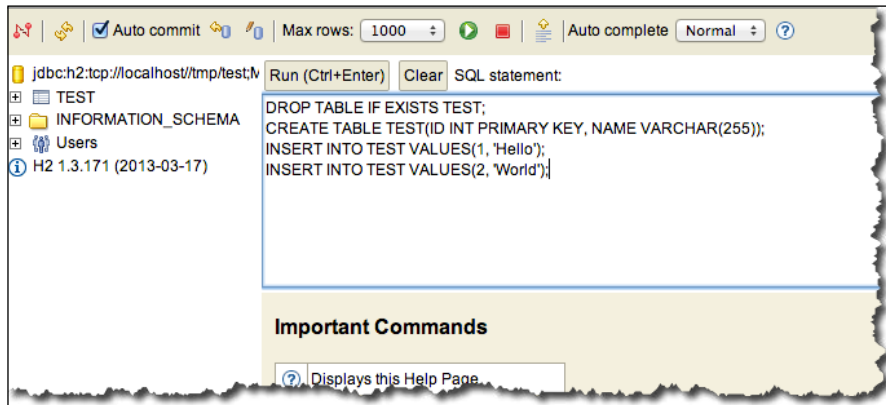 Auto commit Max rows: 1000 Auto complete Normal
jdbc:h2:tcp://localhost//tmp/test;M
TEST
INFORMATION_SCHEMA
Users
H2 1.3.171 (2013-03-17)
Run (Ctrl+Enter) Clear SQL statement:
DROP TABLE IF EXISTS TEST;
CREATE TABLE TEST(ID INT PRIMARY KEY, NAME VARCHAR(255));
INSERT INTO TEST VALUES(1, 'Hello');
INSERT INTO TEST VALUES(2, 'World');
Important Commands
Displays this Help Page